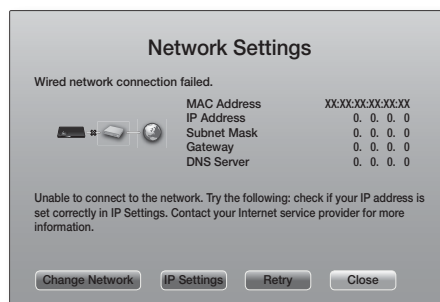 Network Settings
Wired network connection failed.
MAC Address XX:XX:XX:XX:XX:XX
IP Address 0. 0. 0. 0
Subnet Mask 0. 0. 0. 0
Gateway 0. 0. 0. 0
DNS Server 0. 0. 0. 0
Unable to connect to the network. Try the following: check if your IP address is
set correctly in IP Settings. Contact your Internet service provider for more
information.
Change Network IP Settings Retry Close